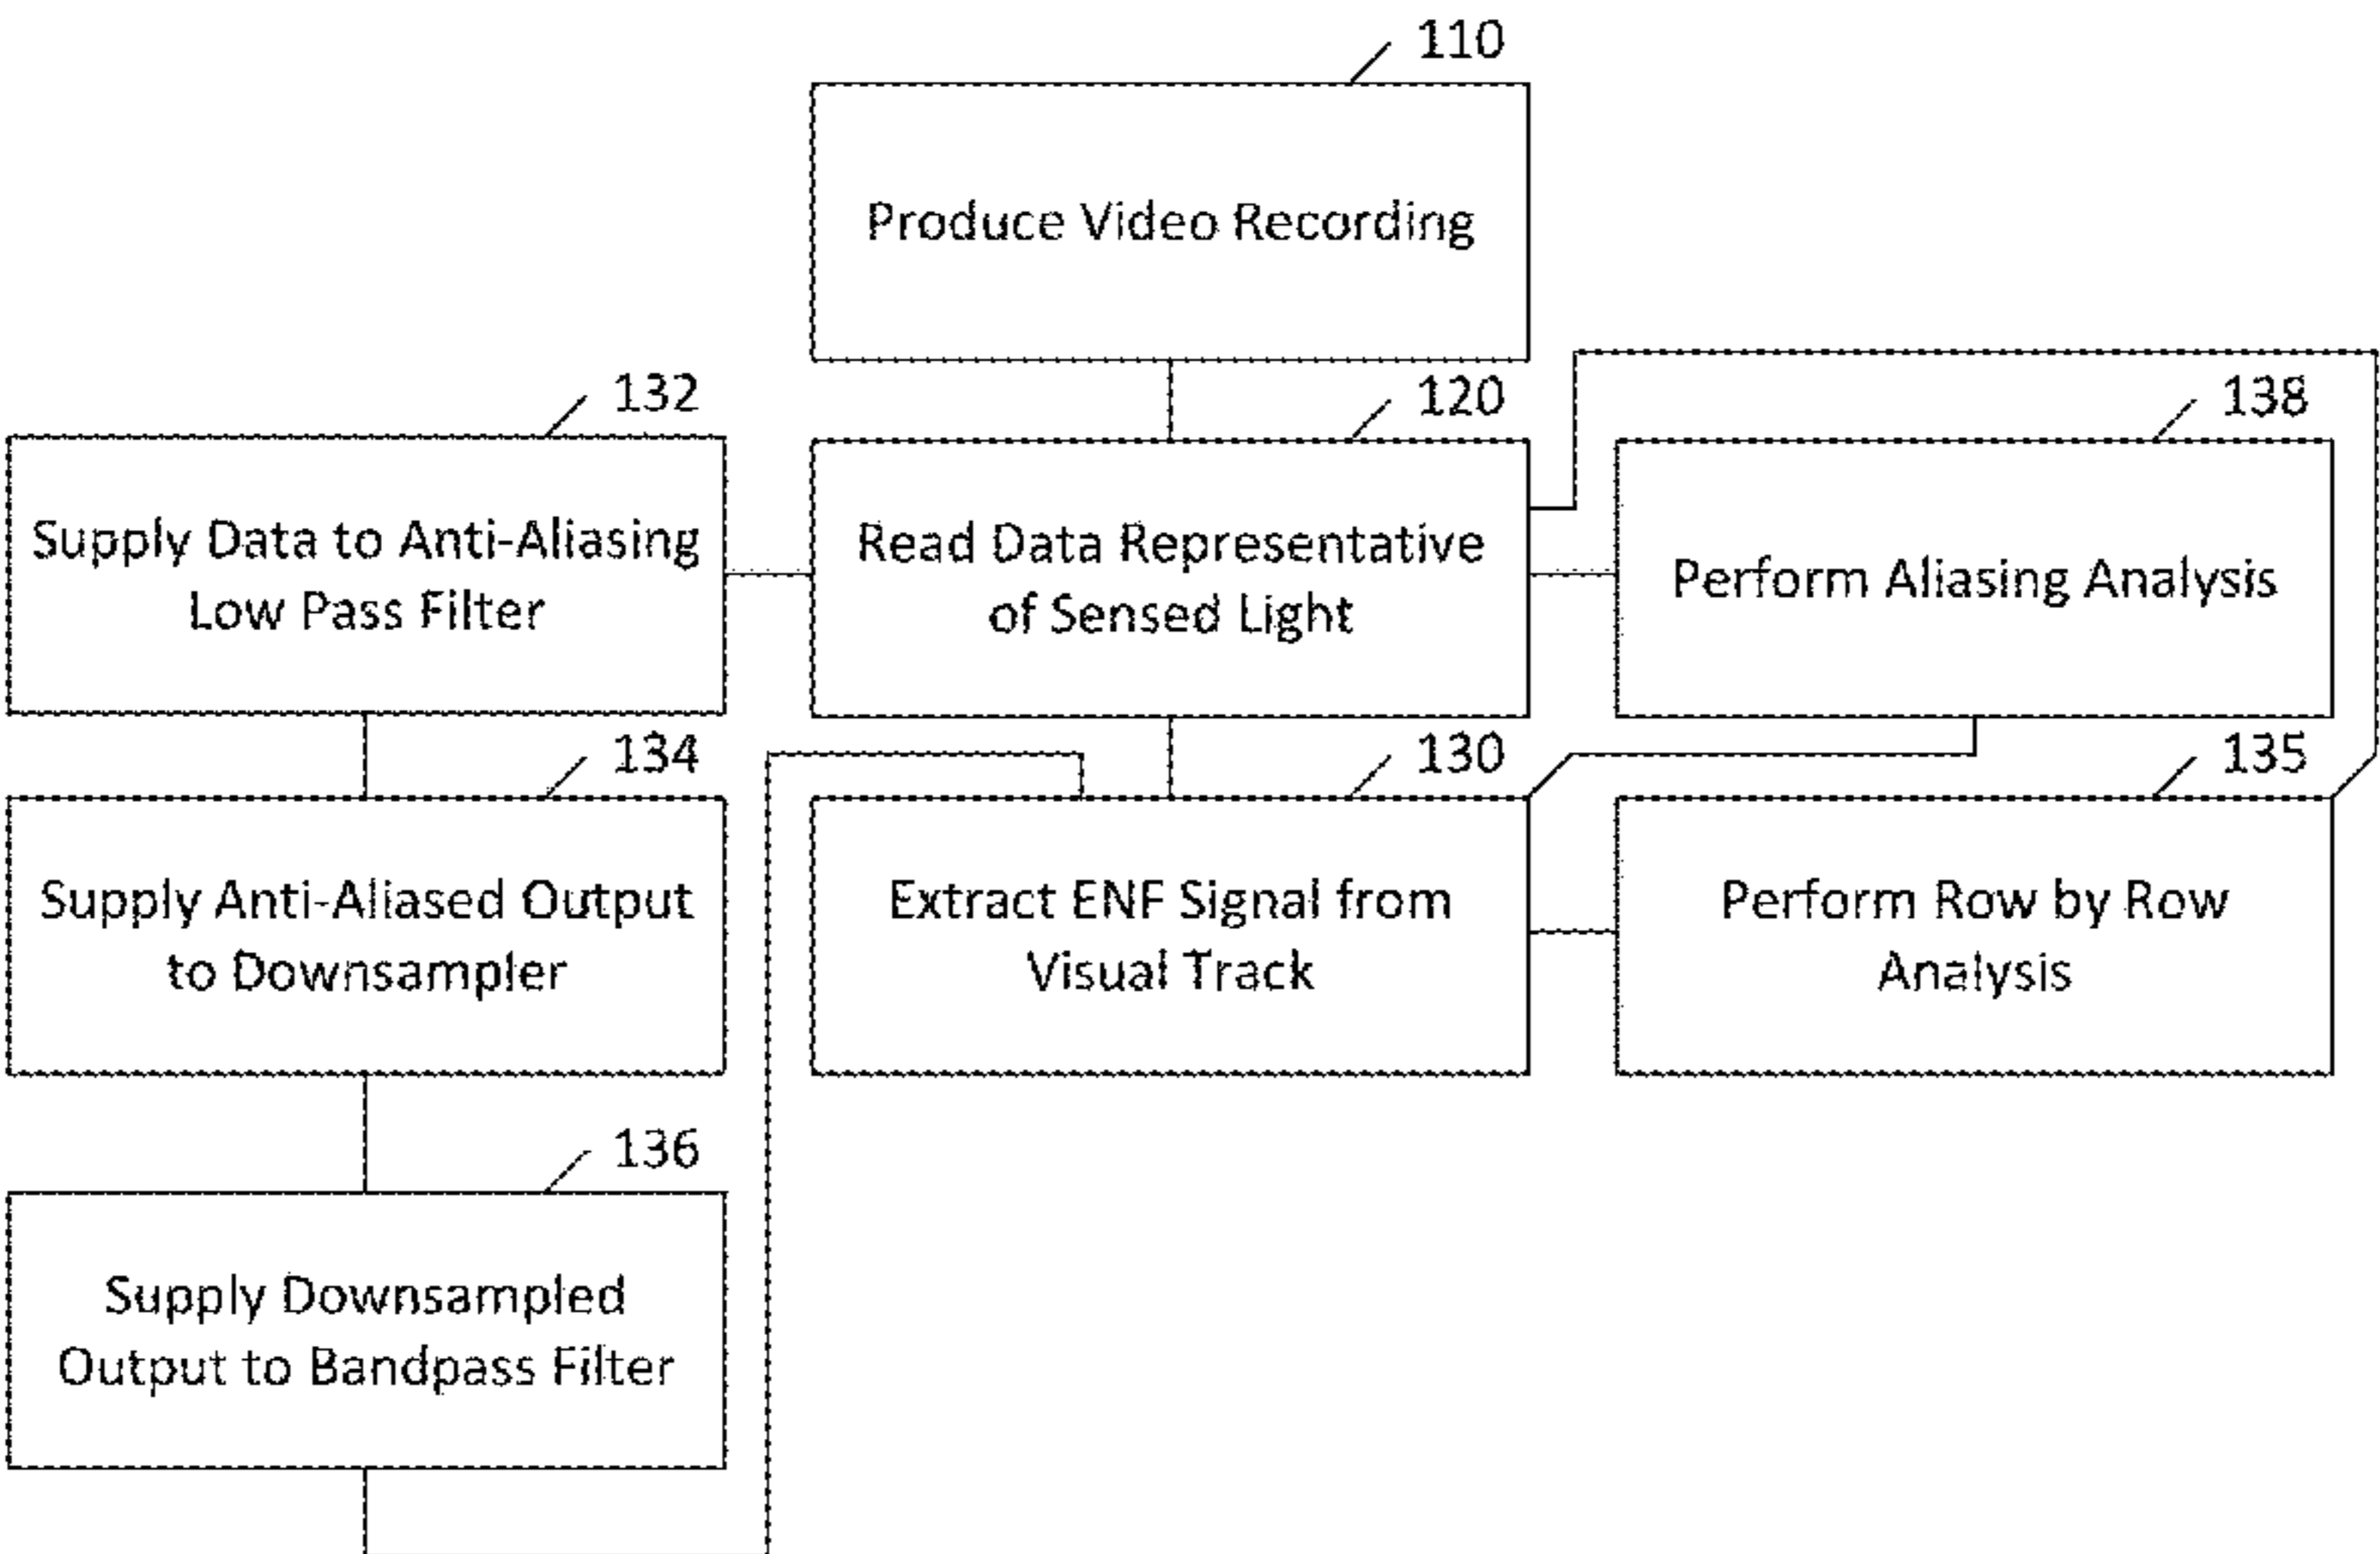 110
Produce Video Recording
132
120
138
Supply Data to Anti-Aliasing
Low Pass Filter
Read Data Representative
of Sensed Light
Perform Aliasing Analysis
134
130
135
Supply Anti-Aliased Output
to Downsampler
Extract ENF Signal from
Visual Track
Perform Row by Row
Analysis
136
Supply Downsampled
Output to Bandpass Filter